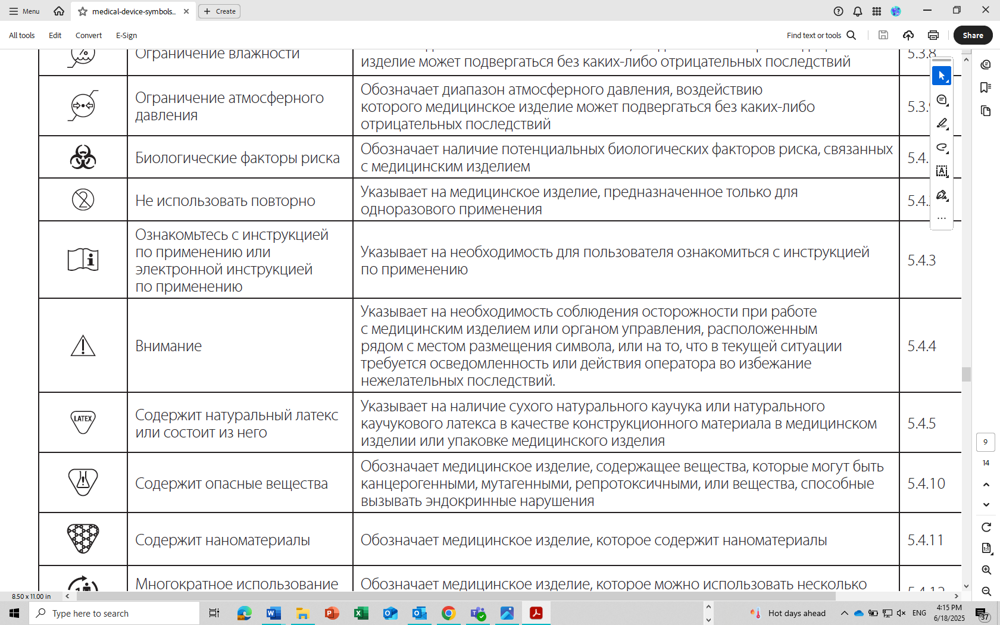 Menu
medical-device-symbols...
Create
All tools
Edit
Convert
E-Sign
Find text or tools
Share
Ограничение влажности
изделие может подвергаться без каких-либо отрицательных последствий
5.3.8
Ограничение атмосферного
давления
Обозначает диапазон атмосферного давления, воздействию
которого медицинское изделие может подвергаться без каких-либо
отрицательных последствий
5.3.
Биологические факторы риска
Обозначает наличие потенциальных биологических факторов риска, связанных
с медицинским изделием
5.4.
2
Не использовать повторно
Указывает на медицинское изделие, предназначенное только для
одноразового применения
5.4.
i
Ознакомьтесь с инструкцией
по применению или
электронной инструкцией
по применению
Указывает на необходимость для пользователя ознакомиться с инструкцией
по применению
5.4.3
Внимание
Указывает на необходимость соблюдения осторожности при работе
с медицинским изделием или органом управления, расположенным
рядом с местом размещения символа, или на то, что в текущей ситуации
требуется осведомленность или действия оператора во избежание
нежелательных последствий.
5.4.4
LATEX
Содержит натуральный латекс
или состоит из него
Указывает на наличие сухого натурального каучука или натурального
каучукового латекса в качестве конструкционного материала в медицинском
изделии или упаковке медицинского изделия
5.4.5
Содержит опасные вещества
Обозначает медицинское изделие, содержащее вещества, которые могут быть
канцерогенными, мутагенными, репротоксичными, или вещества, способные
вызывать эндокринные нарушения
5.4.10
Содержит наноматериалы
Обозначает медицинское изделие, которое содержит наноматериалы
5.4.11
Многократное использование
Обозначает медицинское изделие, которое можно использовать несколько
5.4.12
9
14
8.50 x 11.00 in
Type here to search
Hot days ahead
ENG
4:15 PM
6/18/2025
37